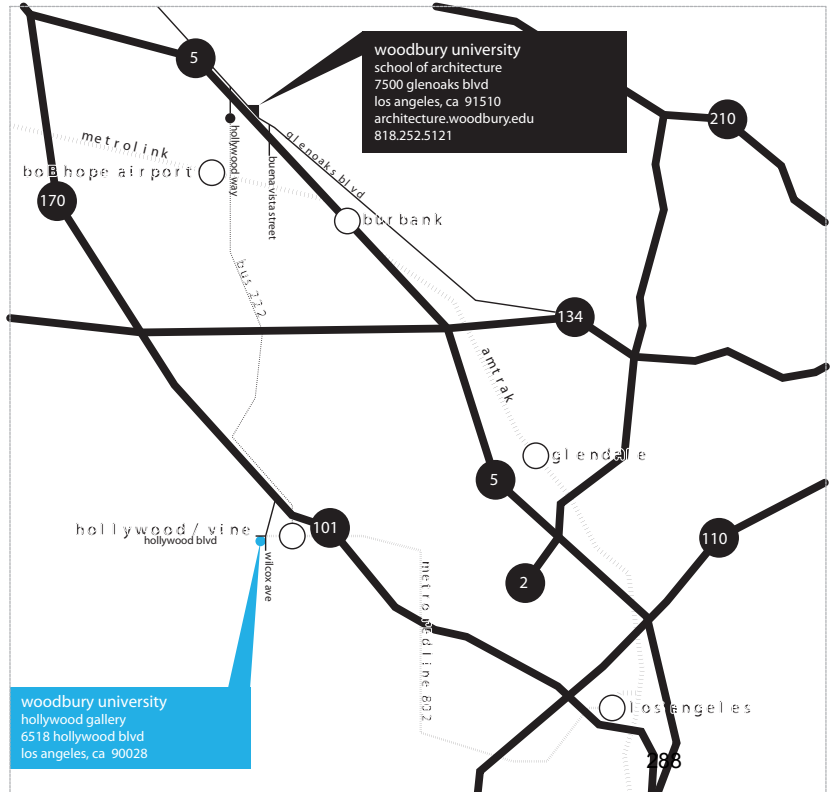 5
woodbury university
school of architecture
7500 glenoaks blvd
los angeles, ca 91510
architecture.woodbury.edu
818.252.5121
210
metrolink
hollywood way
glenoaks blvd
buena vista street
bob hope airport
170
burbank
bus 222
134
amtrak
glendale
5
hollywood / vine
hollywood blvd
101
110
wilcox ave
2
metro redline 802
woodbury university
hollywood gallery
6518 hollywood blvd
los angeles, ca 90028
los angeles
288